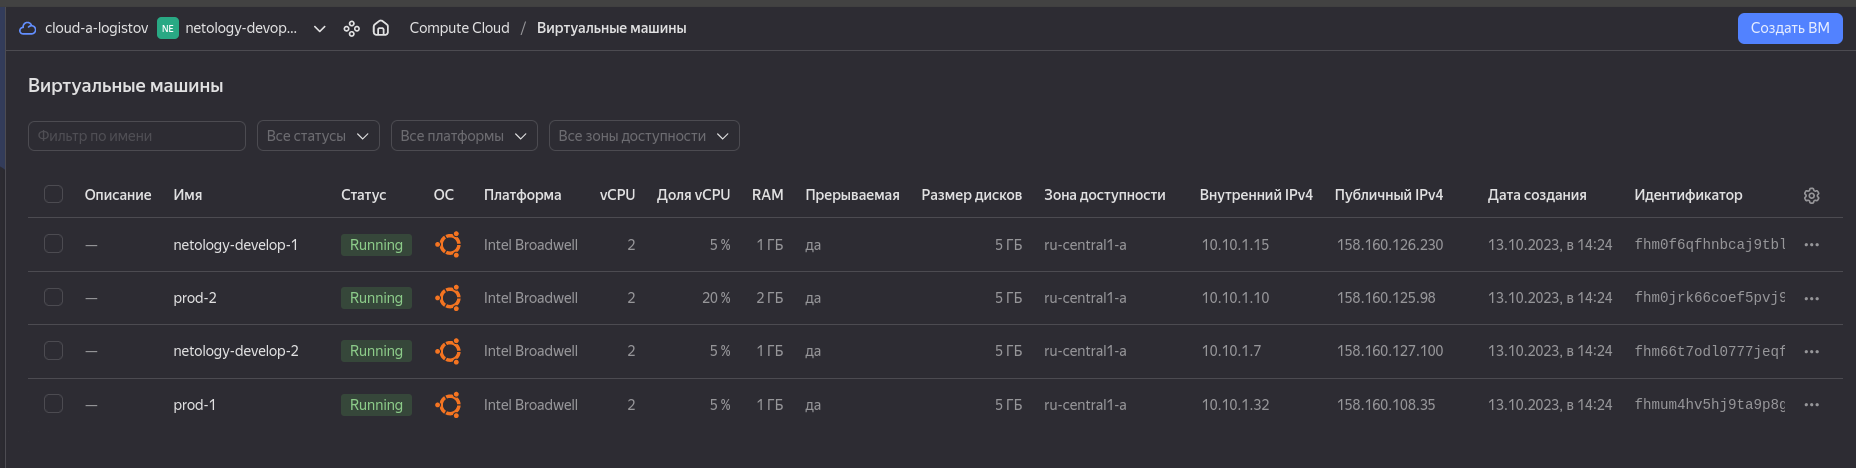 cloud-a-logistov NE netology-devop... Compute Cloud / Виртуальные машины Создать ВМ
Виртуальные машины
Фильтр по имени Все статусы Все платформы Все зоны доступности
Описание Имя Статус ОС Платформа vCPU Доля vCPU RAM Прерываемая Размер дисков Зона доступности Внутренний IPv4 Публичный IPv4 Дата создания Идентификатор
— netology-develop-1 Running Intel Broadwell 2 5 % 1 ГБ да 5 ГБ ru-central1-a 10.10.1.15 158.160.126.230 13.10.2023, в 14:24 fhm0f6qfhnbcaj9tbl
— prod-2 Running Intel Broadwell 2 20 % 2 ГБ да 5 ГБ ru-central1-a 10.10.1.10 158.160.125.98 13.10.2023, в 14:24 fhm0jrk66coef5pvj9
— netology-develop-2 Running Intel Broadwell 2 5 % 1 ГБ да 5 ГБ ru-central1-a 10.10.1.7 158.160.127.100 13.10.2023, в 14:24 fhm66t7odl0777jeqf
— prod-1 Running Intel Broadwell 2 5 % 1 ГБ да 5 ГБ ru-central1-a 10.10.1.32 158.160.108.35 13.10.2023, в 14:24 fhmum4hv5hj9ta9p8g